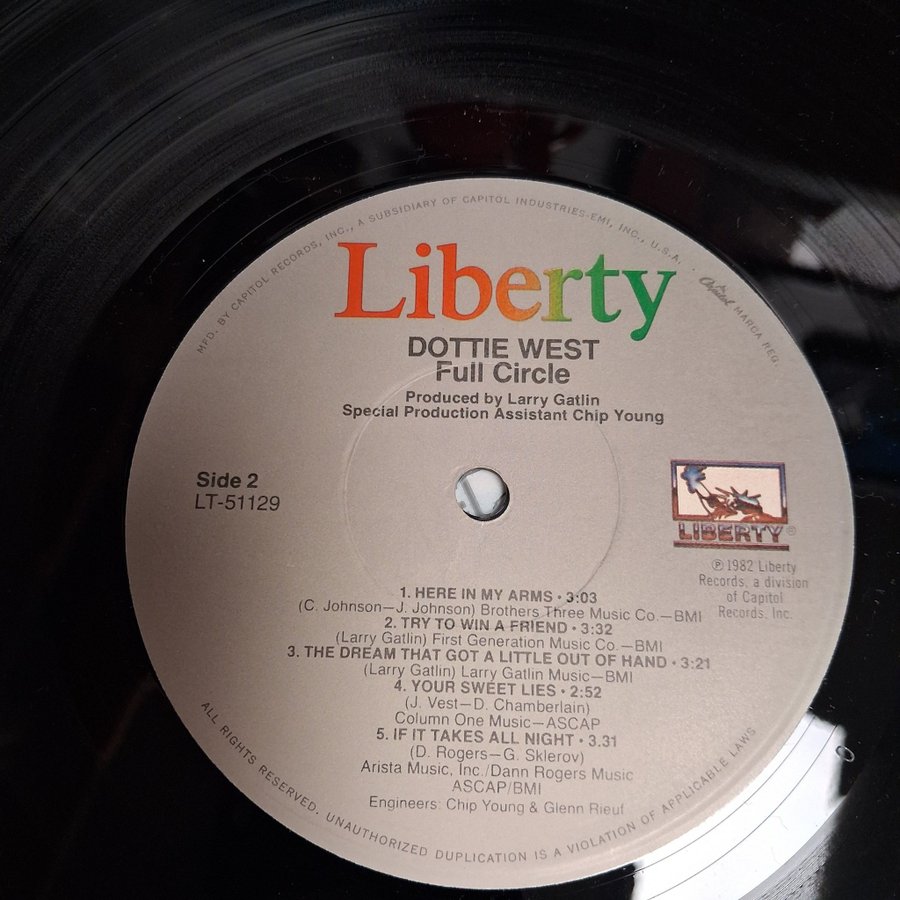 MFD. BY CAPITOL RECORDS, INC., A SUBSIDIARY OF CAPITOL INDUSTRIES-EMI, INC., U.S.A. . Capitol MARCA REG.
Liberty
DOTTIE WEST
Full Circle
Produced by Larry Gatlin
Special Production Assistant Chip Young
Side 2
LT-51129
LIBERTY®
℗ 1982 Liberty
Records, a division
of Capitol
Records, Inc.
1. HERE IN MY ARMS • 3:03
(C. Johnson—J. Johnson) Brothers Three Music Co.—BMI
2. TRY TO WIN A FRIEND • 3:32
(Larry Gatlin) First Generation Music Co.—BMI
3. THE DREAM THAT GOT A LITTLE OUT OF HAND • 3:21
(Larry Gatlin) Larry Gatlin Music—BMI
4. YOUR SWEET LIES • 2:52
(J. Vest—D. Chamberlain)
Column One Music—ASCAP
5. IF IT TAKES ALL NIGHT • 3.31
(D. Rogers—G. Sklerov)
Arista Music, Inc./Dann Rogers Music
ASCAP/BMI
Engineers: Chip Young & Glenn Rieuf
ALL RIGHTS RESERVED. UNAUTHORIZED DUPLICATION IS A VIOLATION OF APPLICABLE LAWS